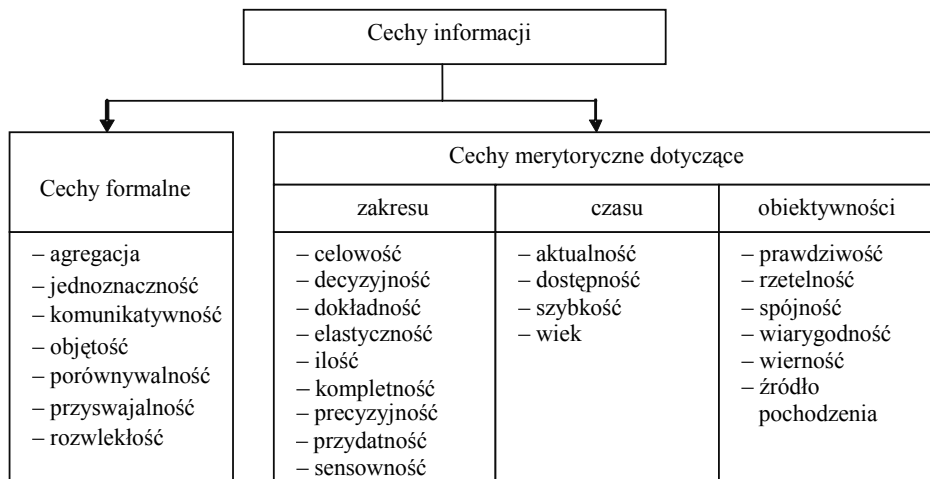 Cechy informacji
Cechy formalne
– agregacja
– jednoznaczność
– komunikatywność
– objętość
– porównywalność
– przyswajalność
– rozwlekłość
Cechy merytoryczne dotyczące
zakresu
– celowość
– decyzyjność
– dokładność
– elastyczność
– ilość
– kompletność
– precyzyjność
– przydatność
– sensowność
czasu
– aktualność
– dostępność
– szybkość
– wiek
obiektywności
– prawdziwość
– rzetelność
– spójność
– wiarygodność
– wierność
– źródło
pochodzenia